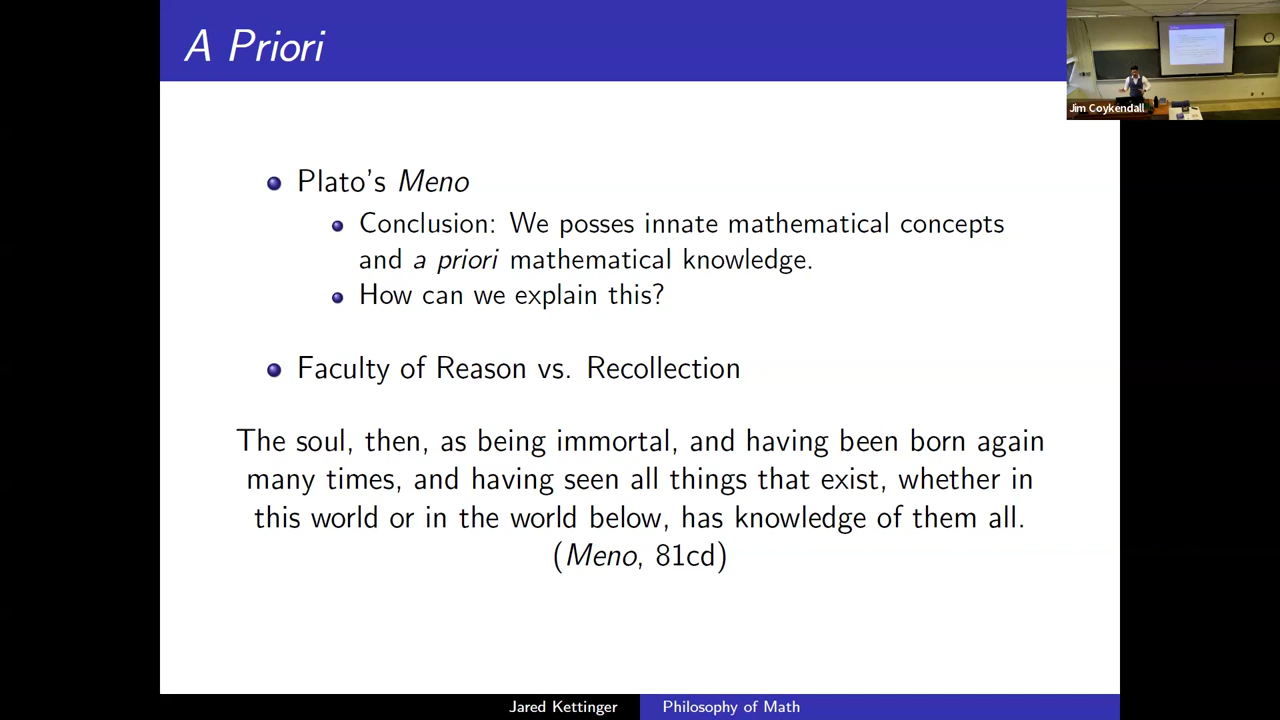 A Priori
Jim Coykendall
Plato's Meno
Conclusion: We posses innate mathematical concepts
and a priori mathematical knowledge.
How can we explain this?
Faculty of Reason vs. Recollection
The soul, then, as being immortal, and having been born again
many times, and having seen all things that exist, whether in
this world or in the world below, has knowledge of them all.
(Meno, 81cd)
Jared Kettinger
Philosophy of Math